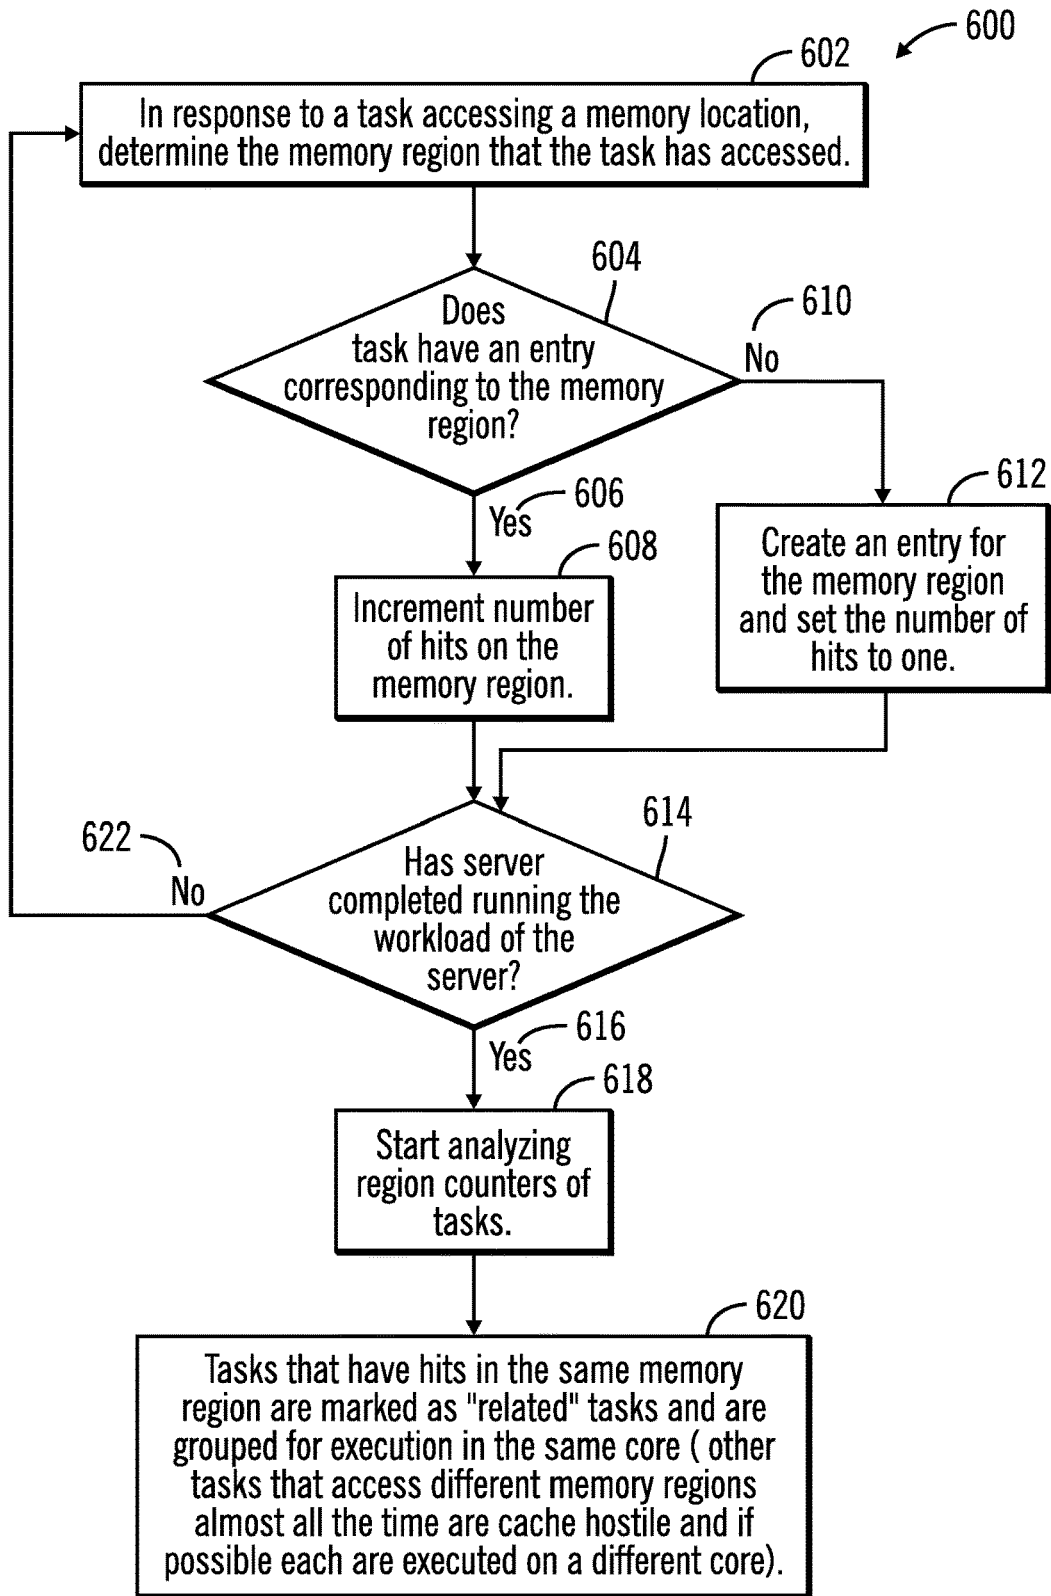 600
602
In response to a task accessing a memory location,
determine the memory region that the task has accessed.
604
Does
task have an entry
corresponding to the memory
region?
610
No
606
Yes
608
Increment number
of hits on the
memory region.
612
Create an entry for
the memory region
and set the number of
hits to one.
614
Has server
completed running the
workload of the
server?
622
No
616
Yes
618
Start analyzing
region counters of
tasks.
620
Tasks that have hits in the same memory
region are marked as "related" tasks and are
grouped for execution in the same core ( other
tasks that access different memory regions
almost all the time are cache hostile and if
possible each are executed on a different core).